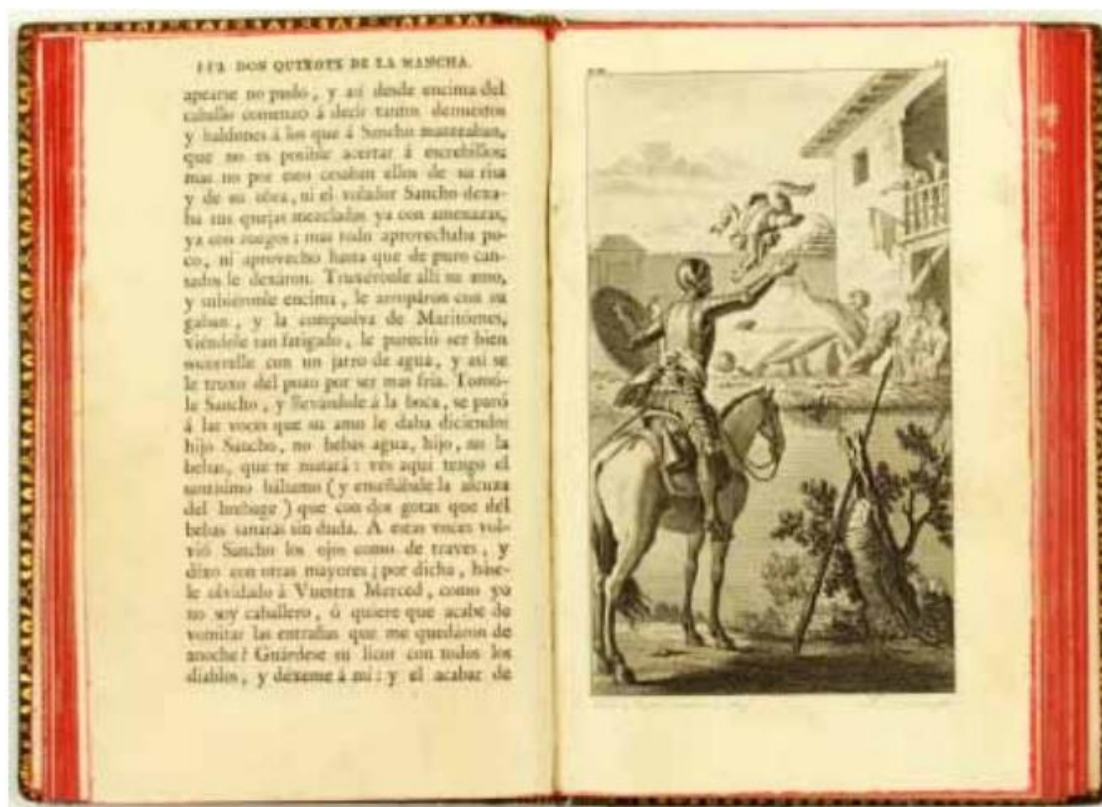 112 DON QUIXOTE DE LA MANCHA.
apearse no pudo, y así desde encima del
caballo comenzó á decir tantos denuestos
y baldones á los que á Sancho manteaban,
que no es posible acertar á escrebillos;
mas no por eso cesaban ellos de su risa
y de su obra, ni el volador Sancho dexa-
ba sus quejas mezcladas ya con amenazas,
ya con ruegos; mas todo aprovechaba po-
co, ni aprovechó hasta que de puro can-
sados le dexáron. Truxéronle allí su asno,
y subiéronle encima, le arropáron con su
gaban, y la compasiva de Maritórnes,
viéndole tan fatigado, le pareció ser bien
socorrelle con un jarro de agua, y así se
le truxo del pozo por ser mas fria. Tomó-
le Sancho, y llevándole á la boca, se paró
á las voces que su amo le daba diciendo:
hijo Sancho, no bebas agua, hijo, no la
bebas, que te matará: ves aquí tengo el
santísimo bálsamo (y enseñábale la alcuza
del brebage) que con dos gotas que dél
bebas sanarás sin duda. A estas voces vol-
vió Sancho los ojos como de traves, y
dixo con otras mayores; por dicha, háse-
le olvidado á Vuestra Merced, como yo
no soy caballero, ó quiere que acabe de
vomitar las entrañas que me quedáron de
anoche? Guárdese su licor con todos los
diablos, y déxeme á mí: y el acabar de